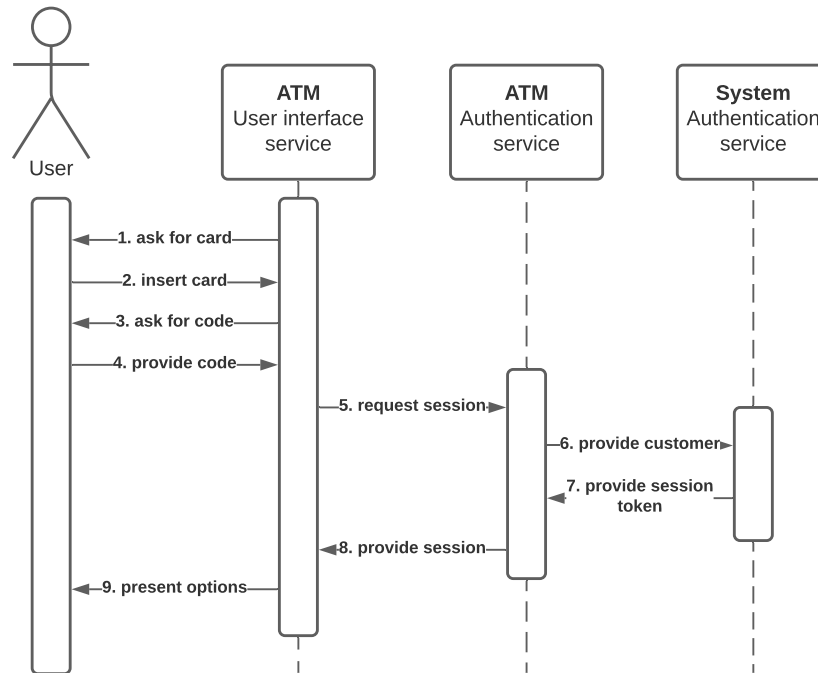 User
ATM
User interface
service
ATM
Authentication
service
System
Authentication
service
1. ask for card
2. insert card
3. ask for code
4. provide code
5. request session
6. provide customer
7. provide session
token
8. provide session
9. present options